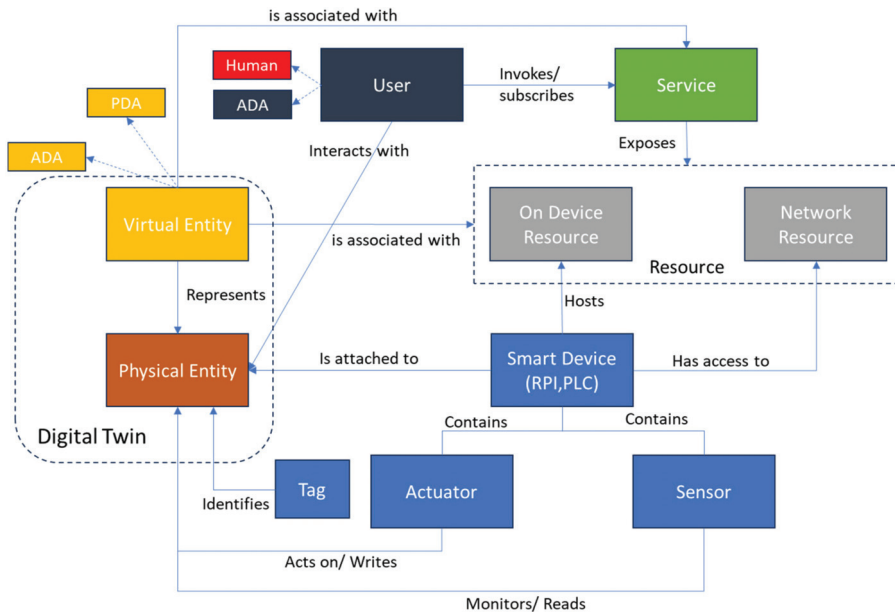 is associated with
Human
ADA
User
Invokes/
subscribes
Service
PDA
ADA
Interacts with
Exposes
Virtual Entity
is associated with
On Device
Resource
Network
Resource
Resource
Represents
Hosts
Physical Entity
Is attached to
Smart Device
(RPI,PLC)
Has access to
Digital Twin
Contains
Contains
Identifies
Tag
Actuator
Sensor
Acts on/ Writes
Monitors/ Reads